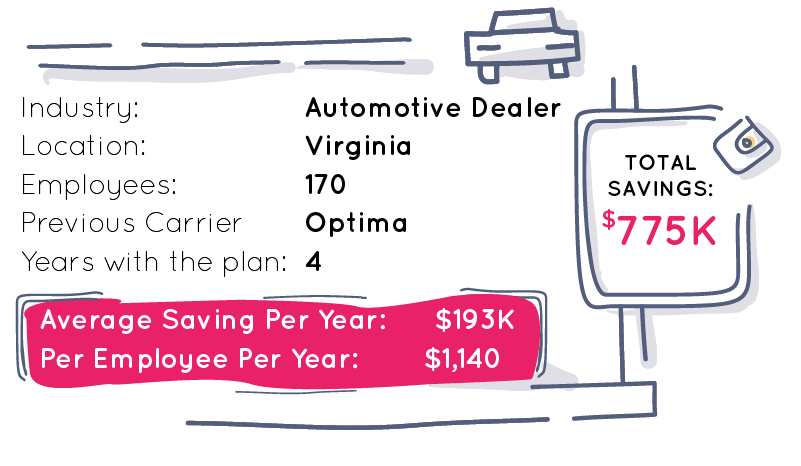 Industry: Automotive Dealer
Location: Virginia
Employees: 170
Previous Carrier Optima
Years with the plan: 4
Average Saving Per Year: $193K
Per Employee Per Year: $1,140
TOTAL
SAVINGS:
$775K